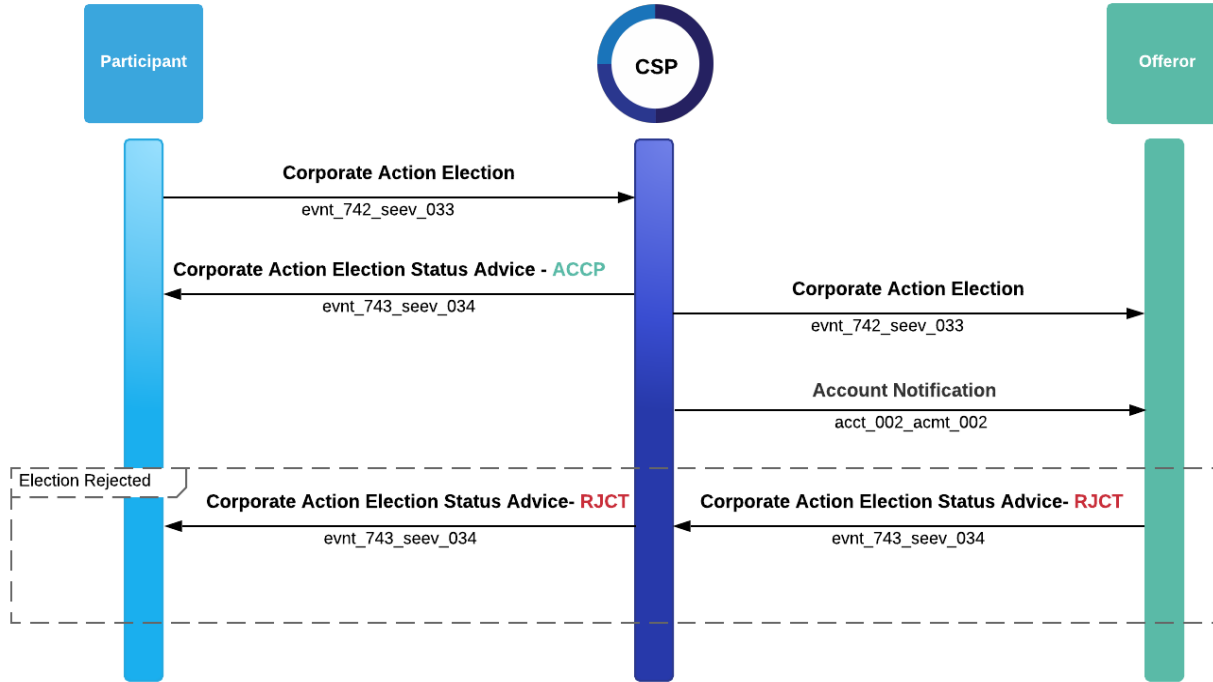 Participant
CSP
Offeror
Corporate Action Election
evnt_742_seev_033
Corporate Action Election Status Advice - ACCP
evnt_743_seev_034
Corporate Action Election
evnt_742_seev_033
Account Notification
acct_002_acmt_002
Election Rejected
Corporate Action Election Status Advice- RJCT
evnt_743_seev_034
Corporate Action Election Status Advice- RJCT
evnt_743_seev_034